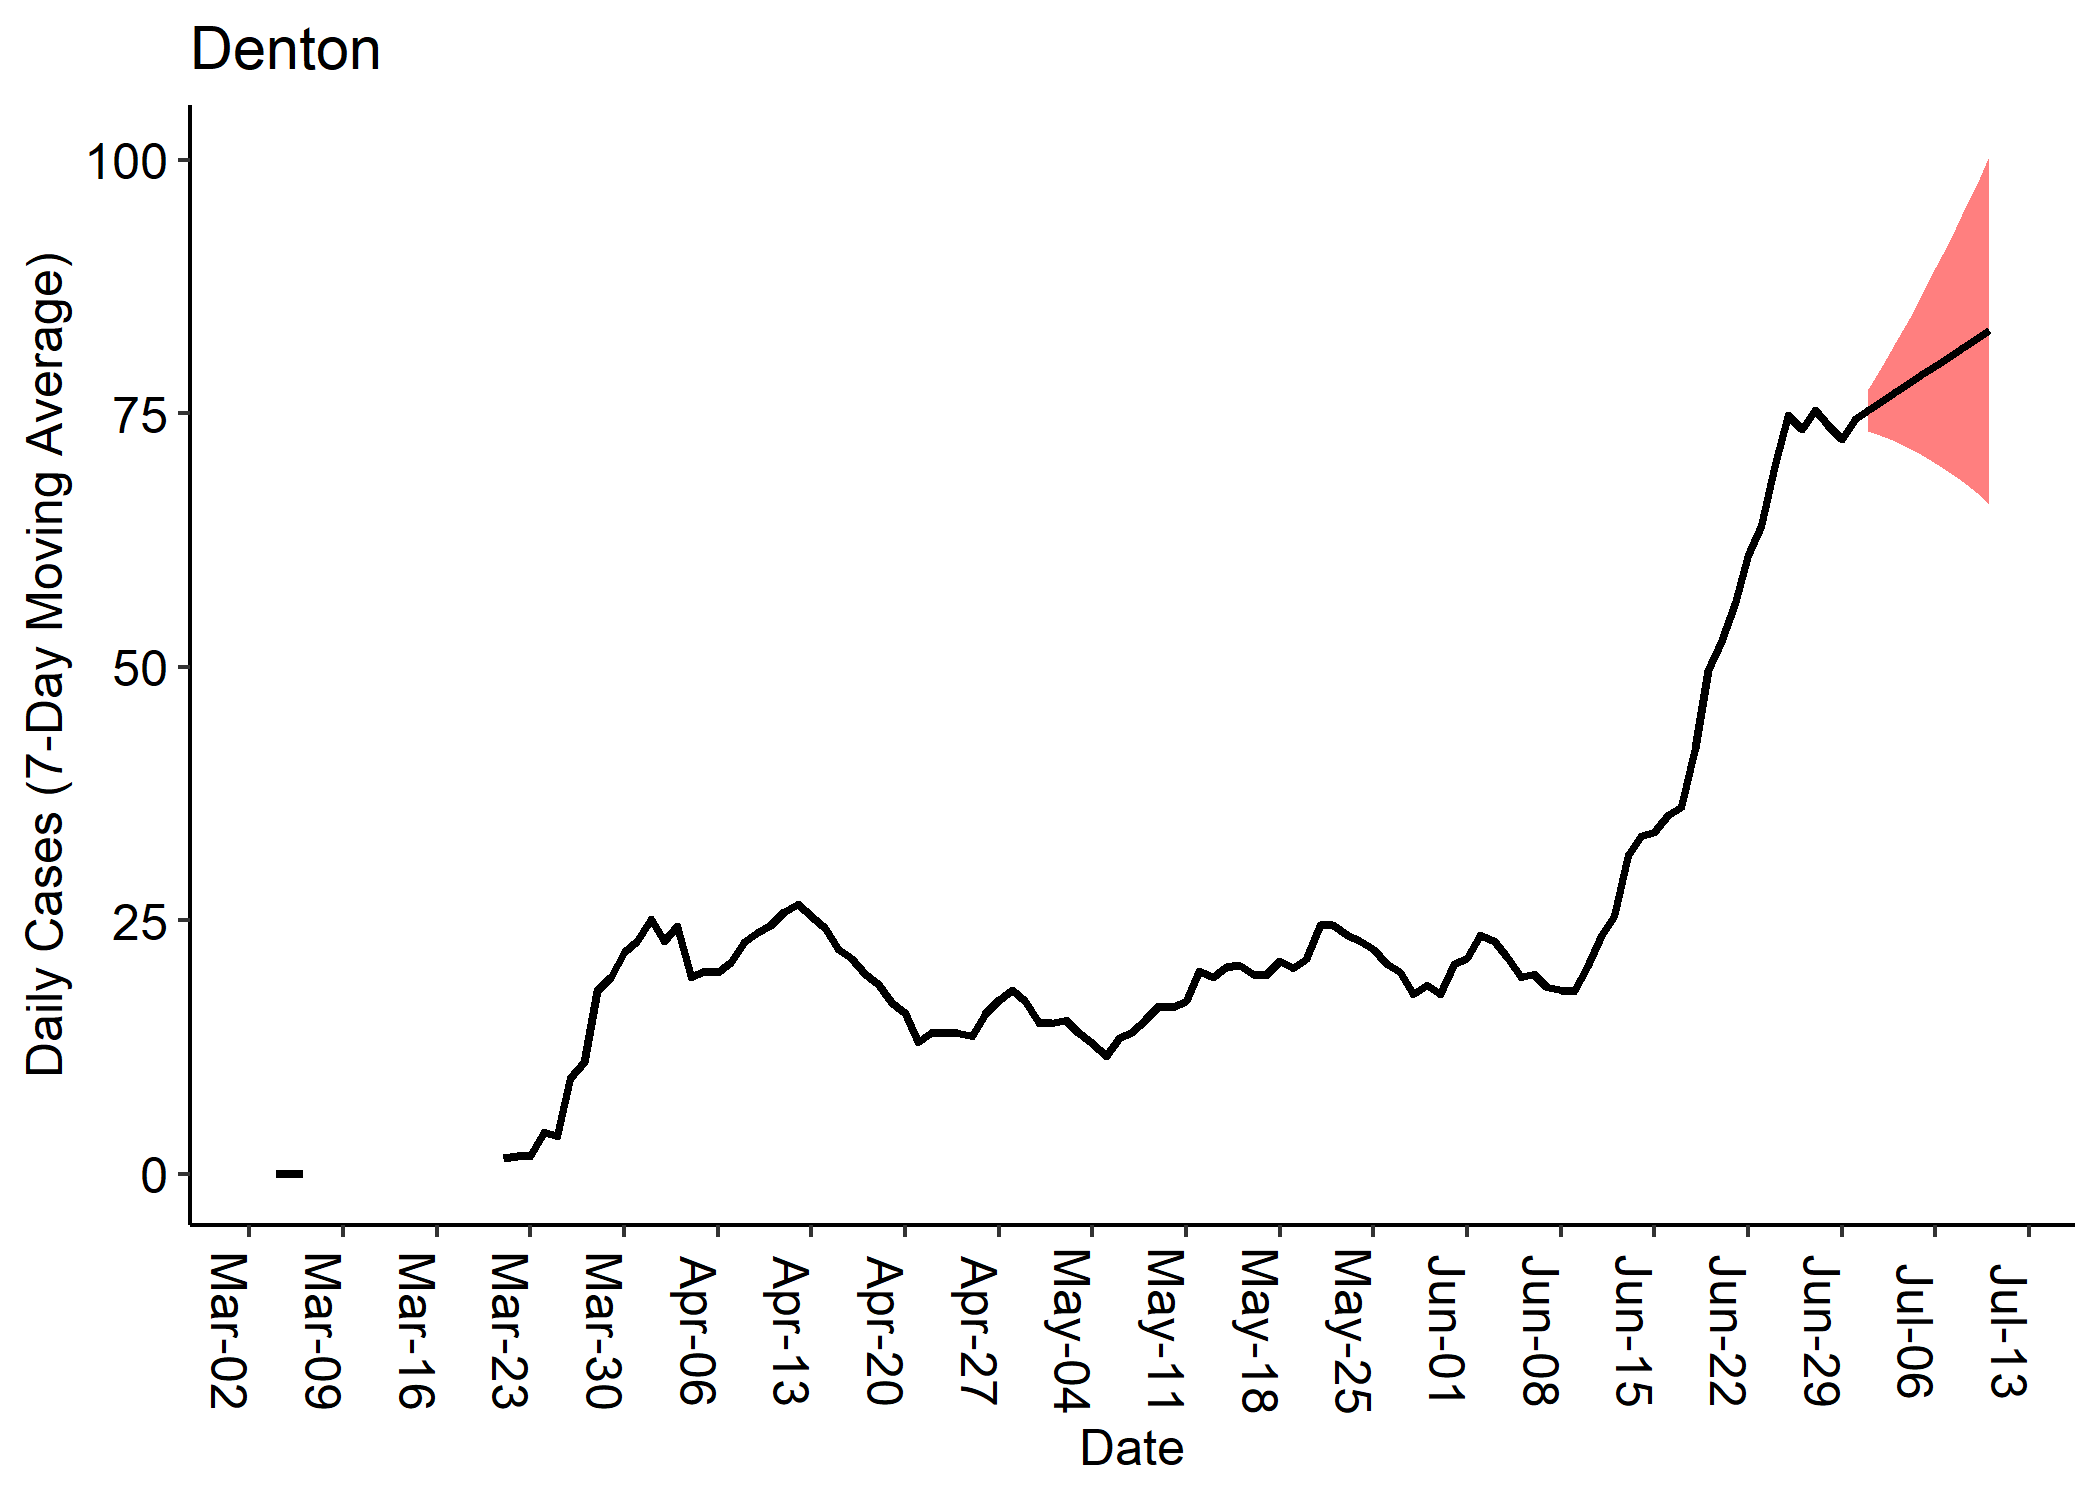 Denton
Daily Cases (7-Day Moving Average)
100
75
50
25
0
Mar-02
Mar-09
Mar-16
Mar-23
Mar-30
Apr-06
Apr-13
Apr-20
Apr-27
May-04
May-11
May-18
May-25
Jun-01
Jun-08
Jun-15
Jun-22
Jun-29
Jul-06
Jul-13
Date